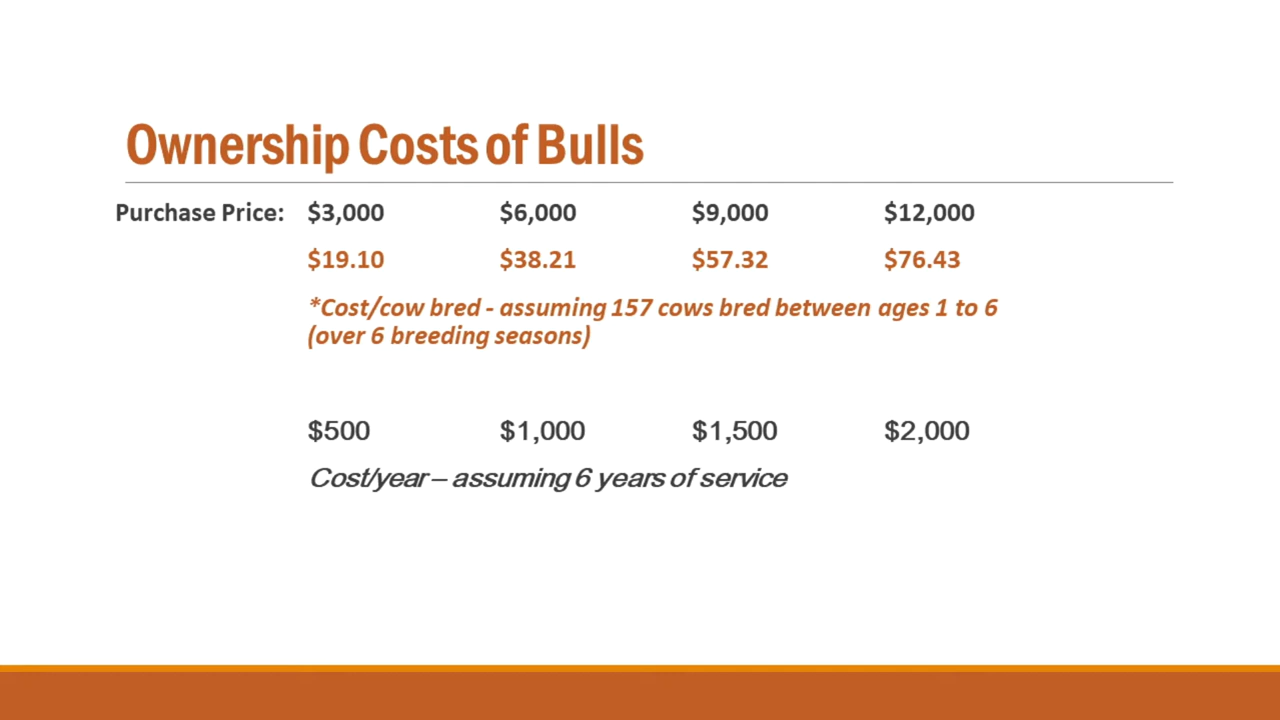 Ownership Costs of Bulls
Purchase Price: $3,000 $6,000 $9,000 $12,000
$19.10 $38.21 $57.32 $76.43
*Cost/cow bred - assuming 157 cows bred between ages 1 to 6
(over 6 breeding seasons)
$500 $1,000 $1,500 $2,000
Cost/year – assuming 6 years of service